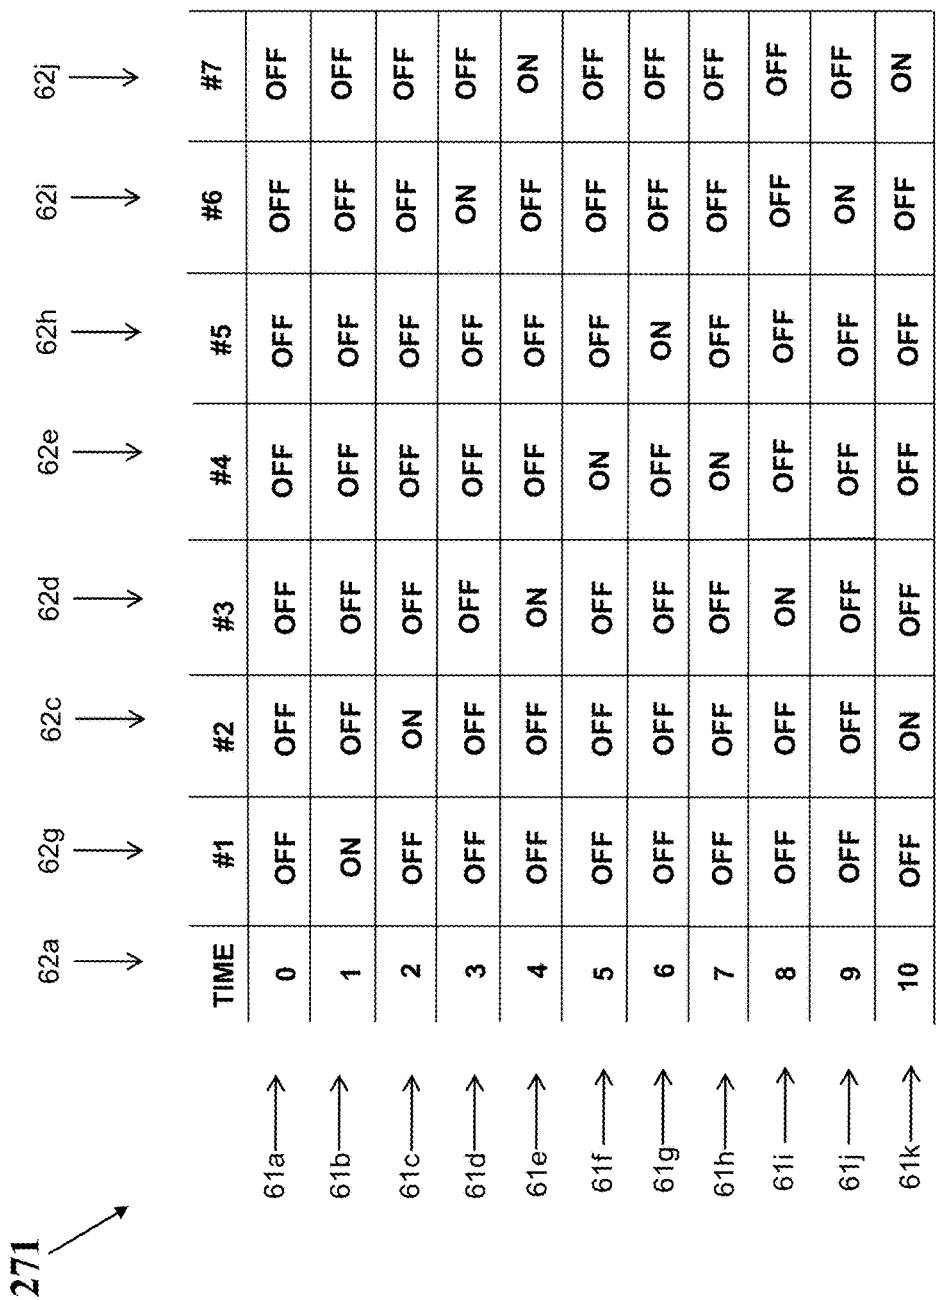 271
62a 62g 62c 62d 62e 62h 62i 62j
TIME #1 #2 #3 #4 #5 #6 #7
61a 0 OFF OFF OFF OFF OFF OFF OFF
61b 1 ON OFF OFF OFF OFF OFF OFF
61c 2 OFF ON OFF OFF OFF OFF OFF
61d 3 OFF OFF OFF OFF OFF ON OFF
61e 4 OFF OFF ON OFF OFF OFF ON
61f 5 OFF OFF OFF ON OFF OFF OFF
61g 6 OFF OFF OFF OFF ON OFF OFF
61h 7 OFF OFF OFF ON OFF OFF OFF
61i 8 OFF OFF ON OFF OFF OFF OFF
61j 9 OFF OFF OFF OFF OFF ON OFF
61k 10 OFF ON OFF OFF OFF OFF ON